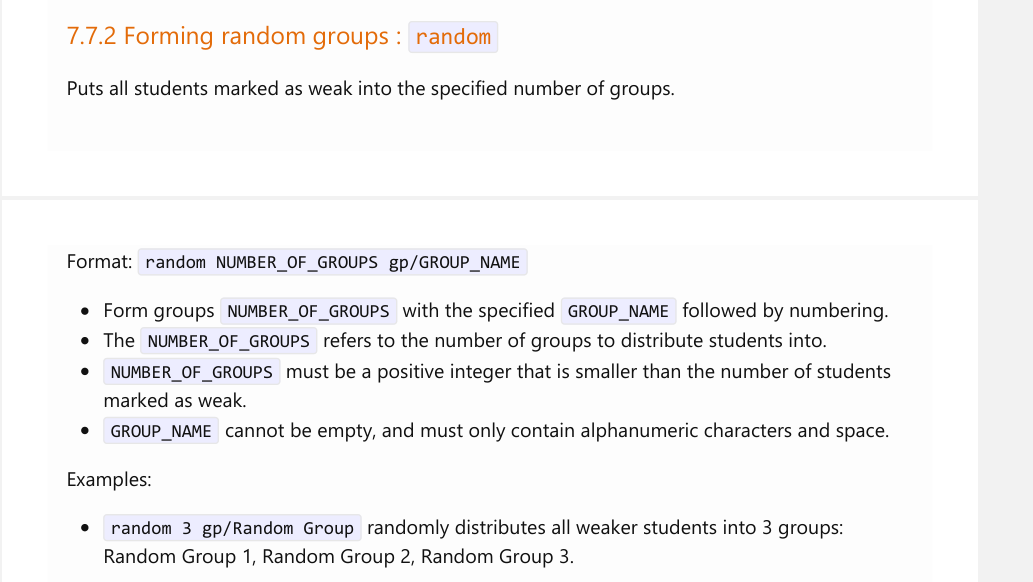 7.7.2 Forming random groups : random
Puts all students marked as weak into the specified number of groups.
Format: random NUMBER_OF_GROUPS gp/GROUP_NAME
• Form groups NUMBER_OF_GROUPS with the specified GROUP_NAME followed by numbering.
• The NUMBER_OF_GROUPS refers to the number of groups to distribute students into.
• NUMBER_OF_GROUPS must be a positive integer that is smaller than the number of students
marked as weak.
• GROUP_NAME cannot be empty, and must only contain alphanumeric characters and space.
Examples:
• random 3 gp/Random Group randomly distributes all weaker students into 3 groups:
Random Group 1, Random Group 2, Random Group 3.